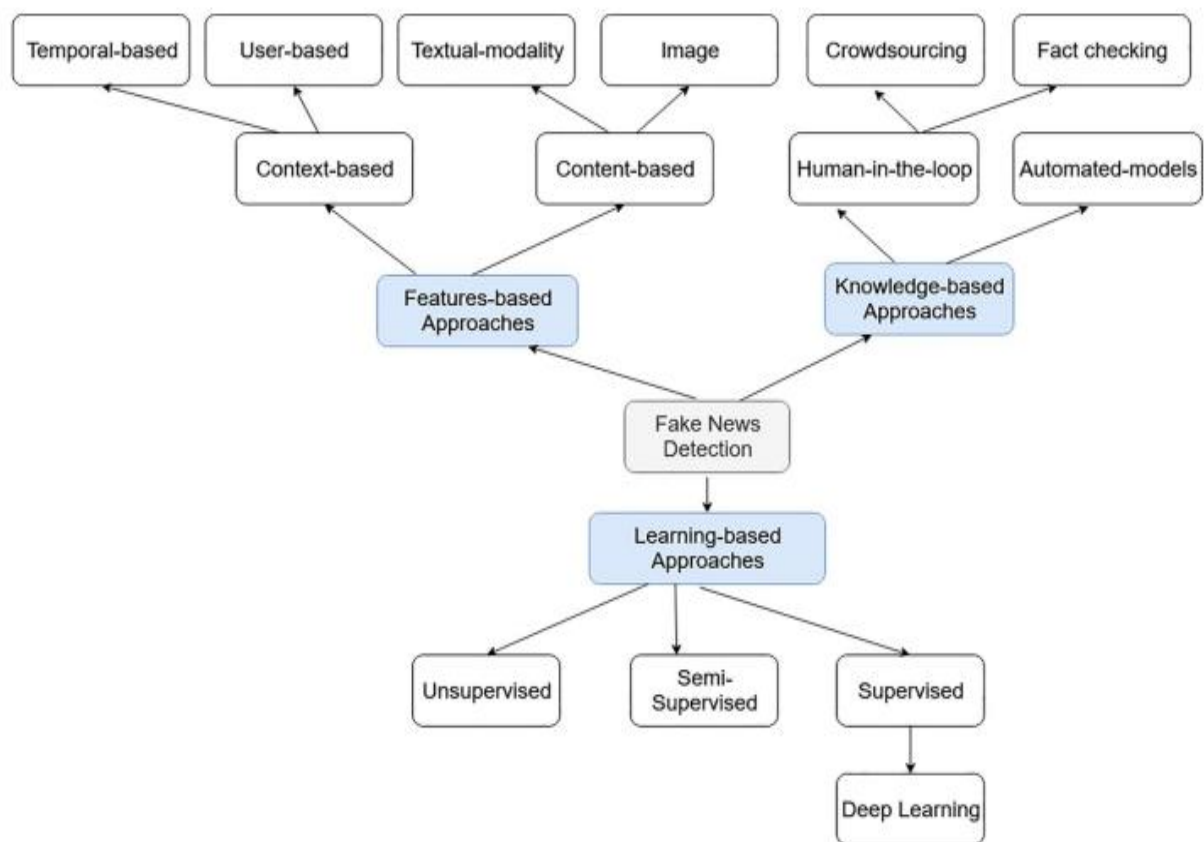 Temporal-based
User-based
Textual-modality
Image
Crowdsourcing
Fact checking
Context-based
Content-based
Human-in-the-loop
Automated-models
Features-based
Approaches
Knowledge-based
Approaches
Fake News
Detection
Learning-based
Approaches
Unsupervised
Semi-
Supervised
Supervised
Deep Learning